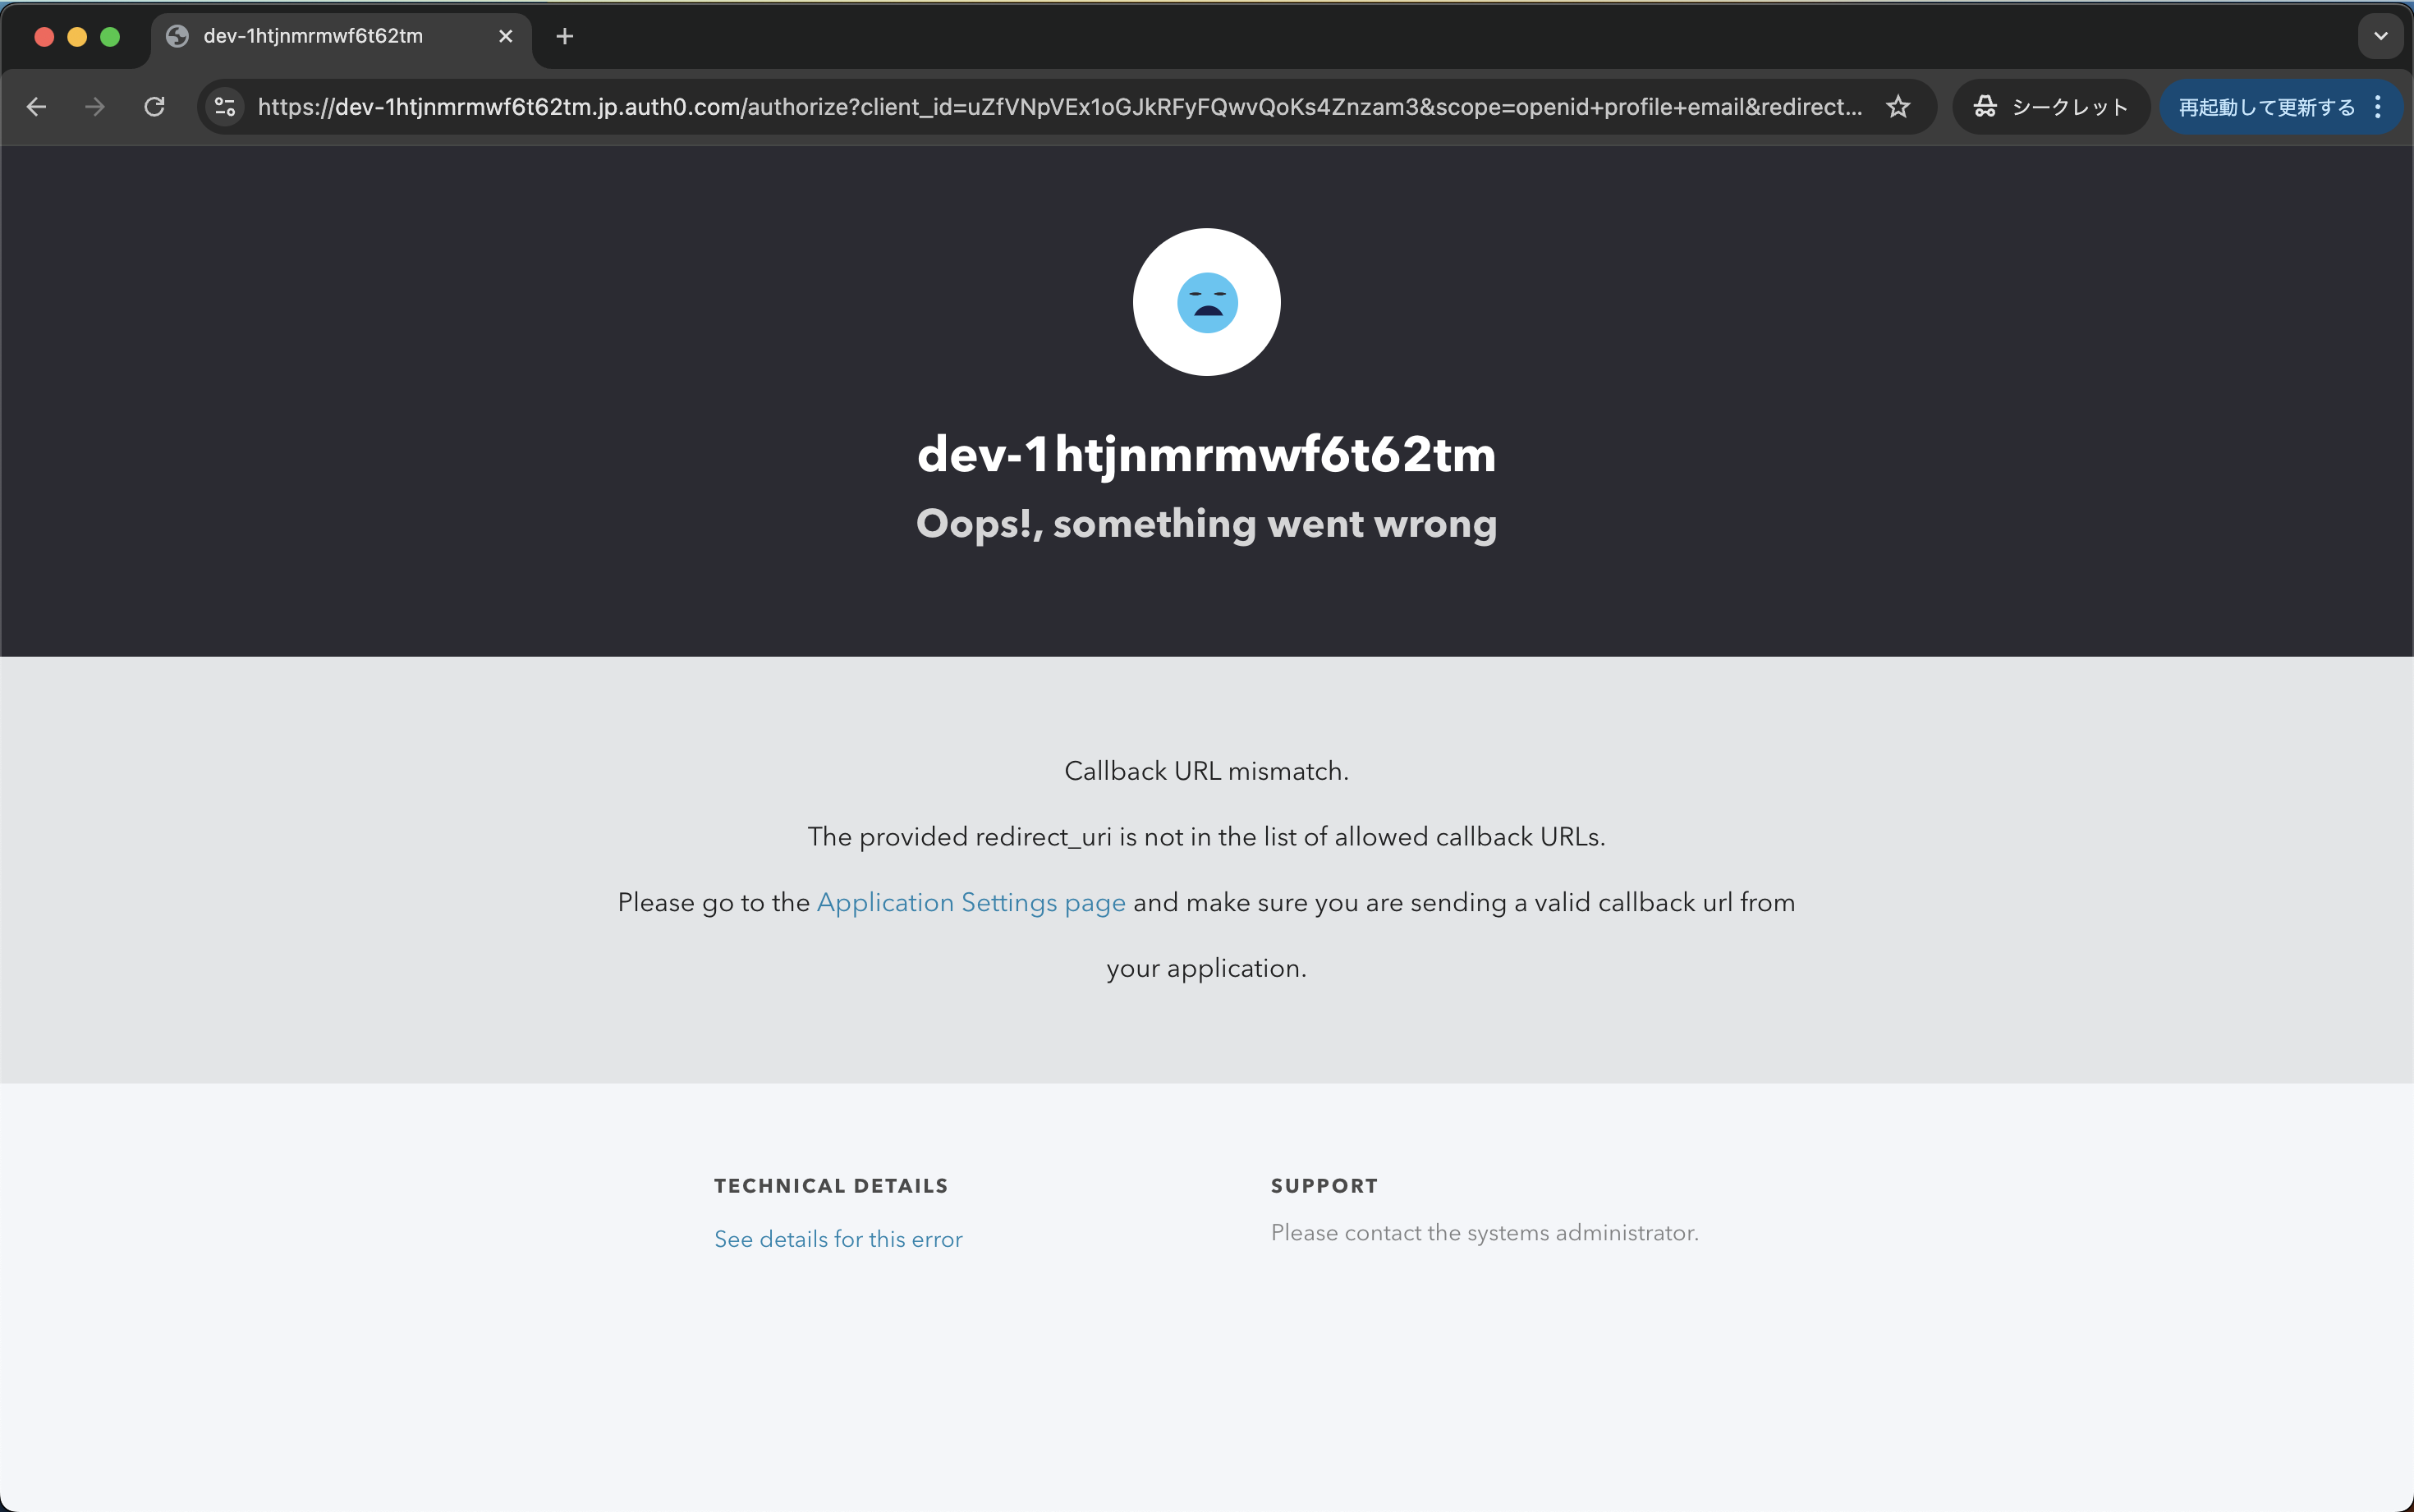 dev-1htjnmrmwf6t62tm
https://dev-1htjnmrmwf6t62tm.jp.auth0.com/authorize?client_id=uZfVNpVEx1oGJkRFyFQwvQoKs4Znzam3&scope=openid+profile+email&redirect...
シークレット
再起動して更新する
dev-1htjnmrmwf6t62tm
Oops!, something went wrong
Callback URL mismatch.
The provided redirect_uri is not in the list of allowed callback URLs.
Please go to the Application Settings page and make sure you are sending a valid callback url from
your application.
TECHNICAL DETAILS
See details for this error
SUPPORT
Please contact the systems administrator.